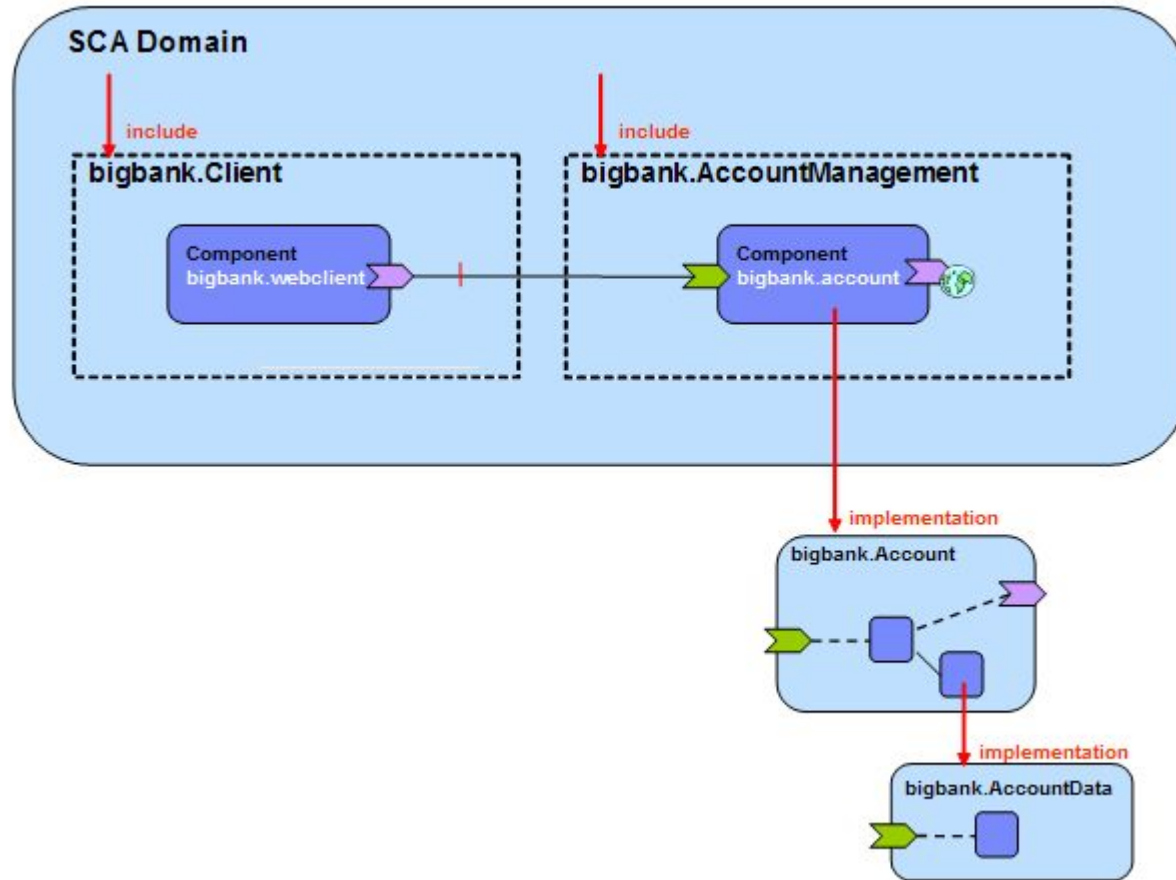 SCA Domain
include
include
bigbank.Client
bigbank.AccountManagement
Component
bigbank.webclient
Component
bigbank.account
implementation
bigbank.Account
implementation
bigbank.AccountData